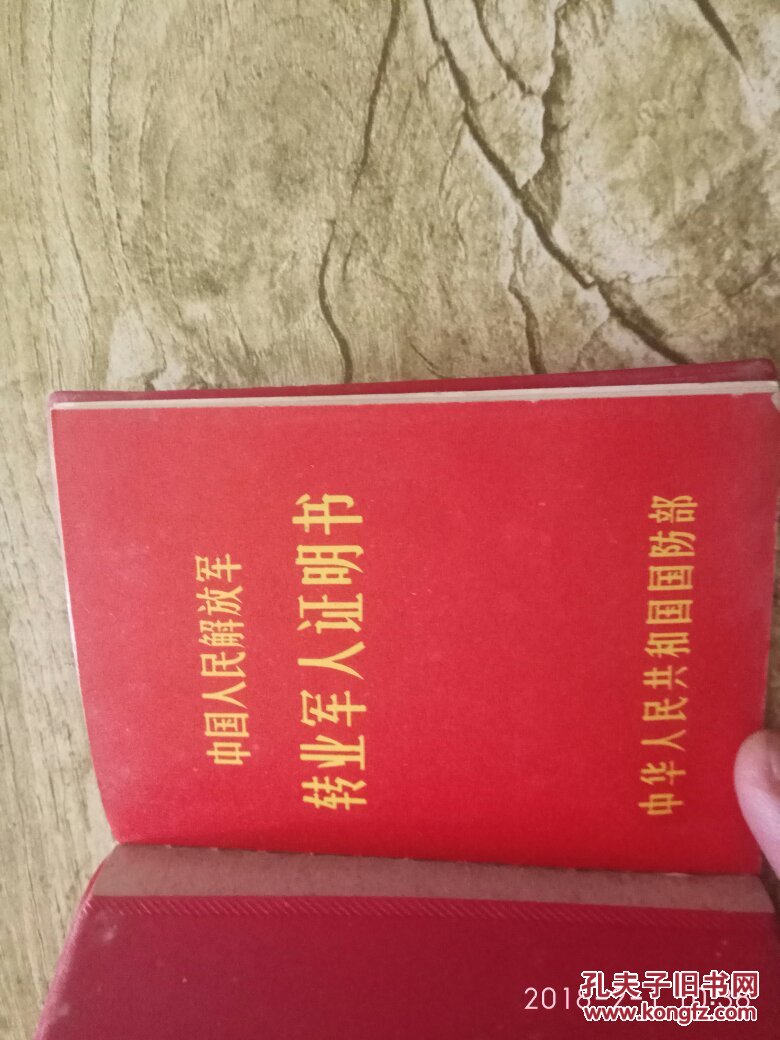 中国人民解放军
转业军人证明书
中华人民共和国国防部
孔夫子旧书网
www.kongfz.com